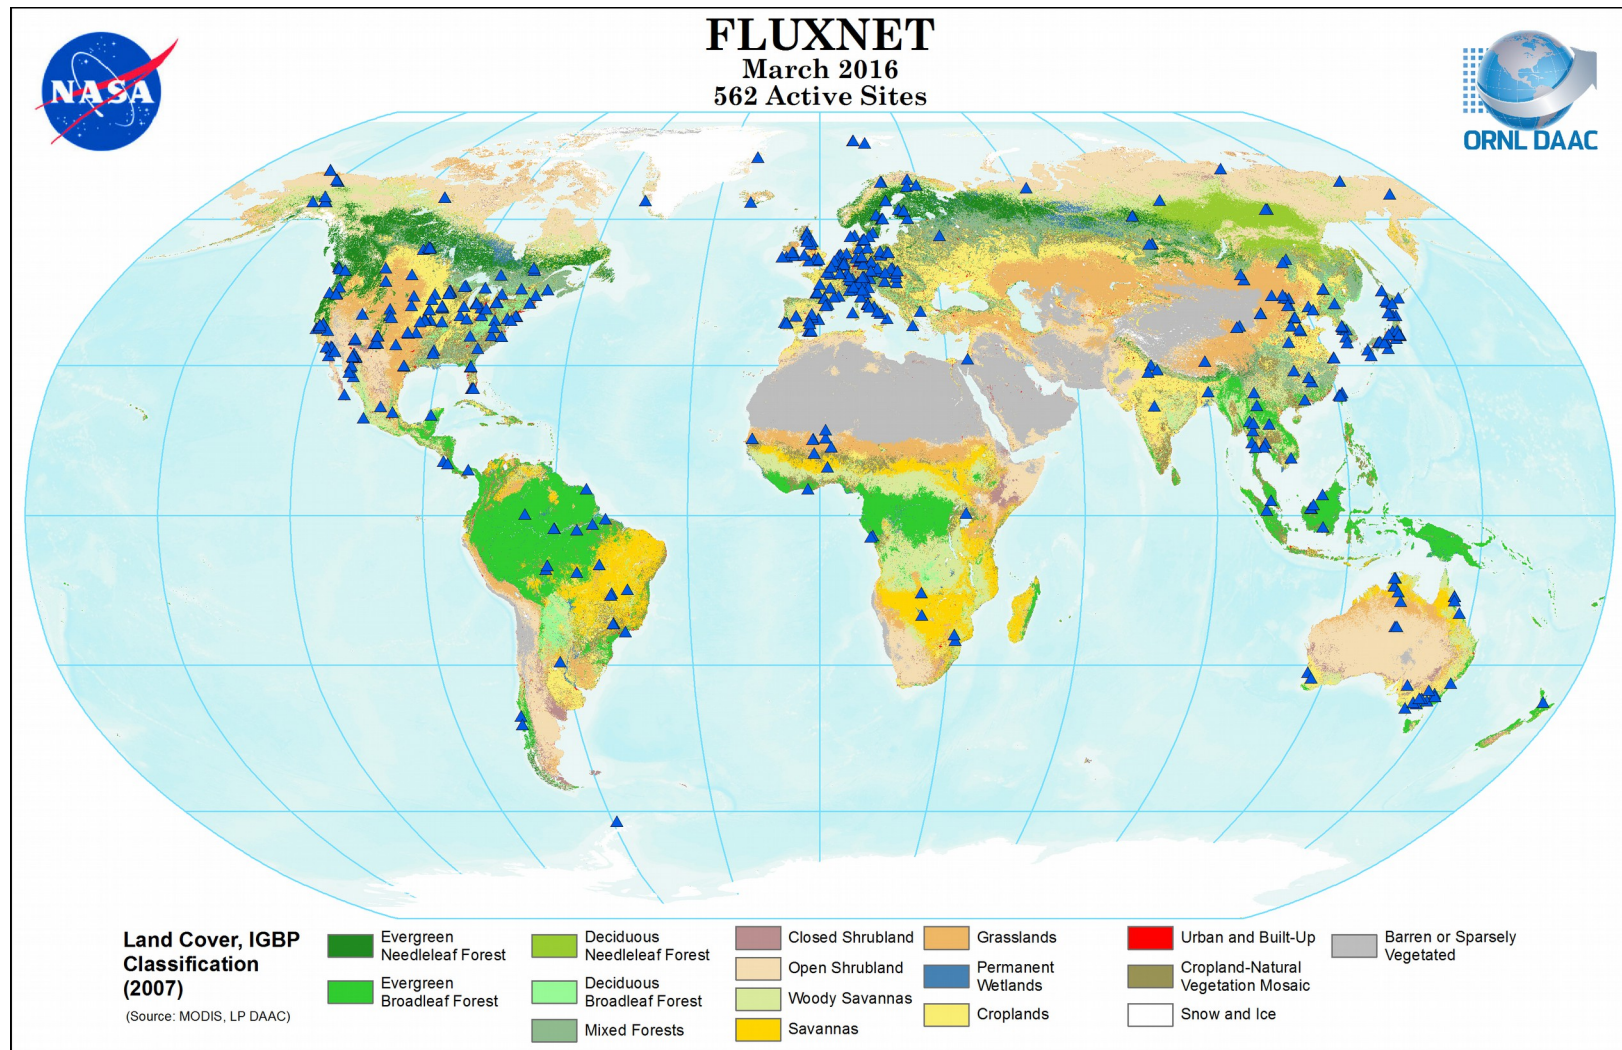 FLUXNET
March 2016
562 Active Sites
NASA
ORNL DAAC
Land Cover, IGBP
Classification
(2007)
(Source: MODIS, LP DAAC)
Evergreen
Needleleaf Forest
Evergreen
Broadleaf Forest
Deciduous
Needleleaf Forest
Deciduous
Broadleaf Forest
Mixed Forests
Closed Shrubland
Open Shrubland
Woody Savannas
Savannas
Grasslands
Permanent
Wetlands
Croplands
Urban and Built-Up
Cropland-Natural
Vegetation Mosaic
Snow and Ice
Barren or Sparsely
Vegetated